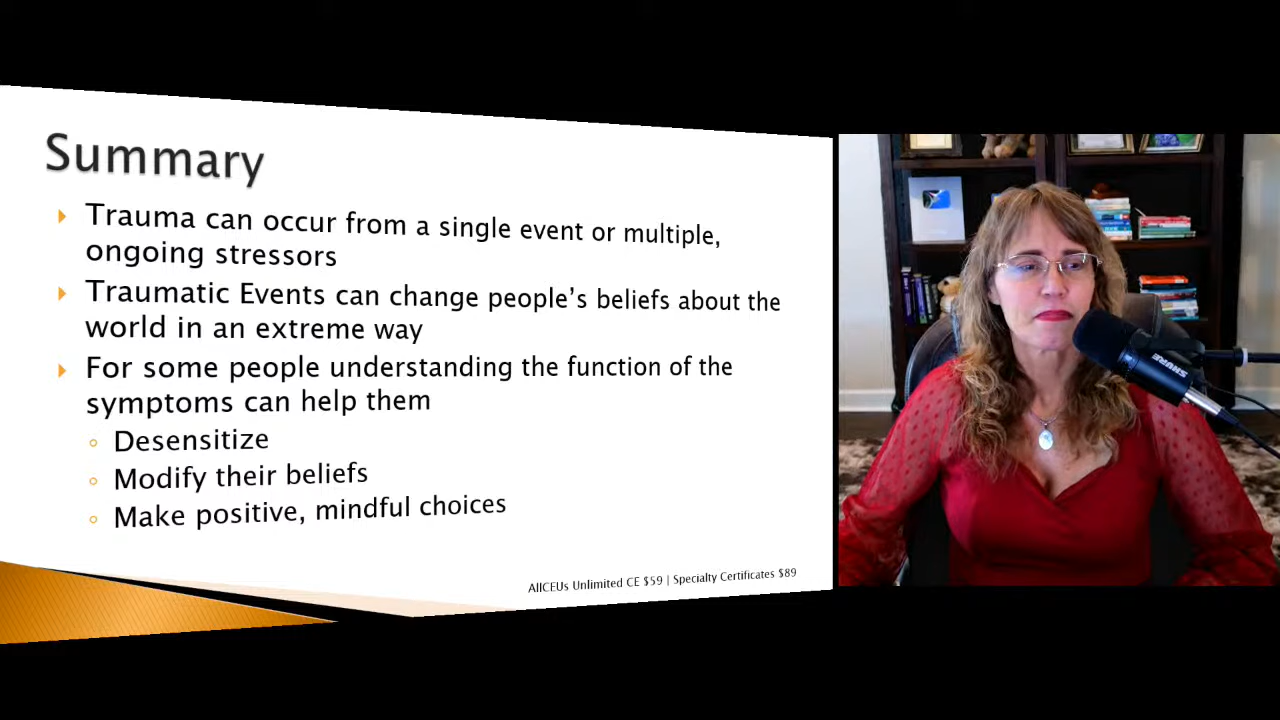 Summary
Trauma can occur from a single event or multiple,
ongoing stressors
Traumatic Events can change people's beliefs about the
world in an extreme way
For some people understanding the function of the
symptoms can help them
Desensitize
Modify their beliefs
Make positive, mindful choices
AllCEUs Unlimited CE $59 | Specialty Certificates $89
SHURE